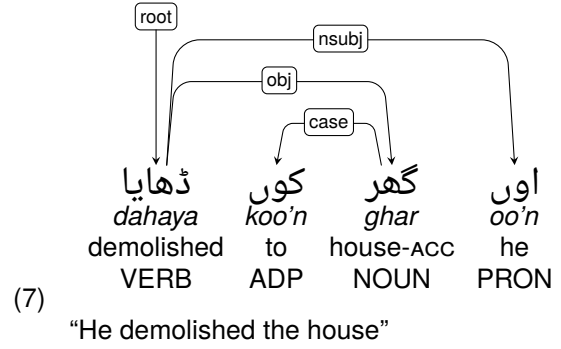 root
nsubj
obj
case
ڈھایا کوں گھر اوں
dahaya koo'n ghar oo'n
demolished to house-ACC he
VERB ADP NOUN PRON
(7)
“He demolished the house”